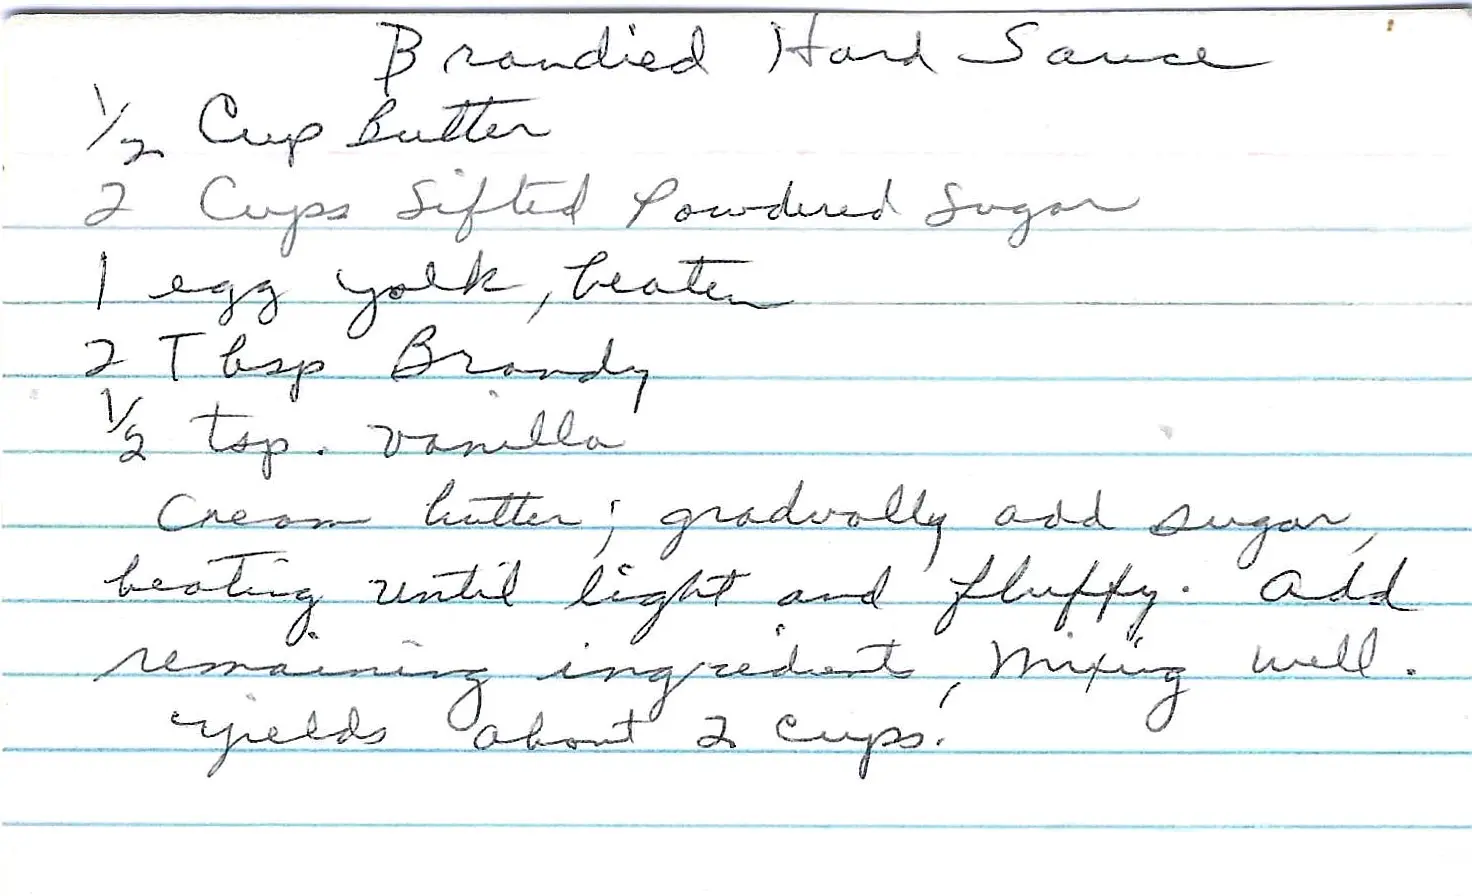 Brandied Hard Sauce
1/2 Cup Butter
2 Cups Sifted Powdered Sugar
1 egg yolk, beaten
2 Tbsp Brandy
1/2 tsp. vanilla
Cream butter; gradually add sugar,
beating until light and fluffy. Add
remaining ingredients, mixing well.
yields about 2 cups.